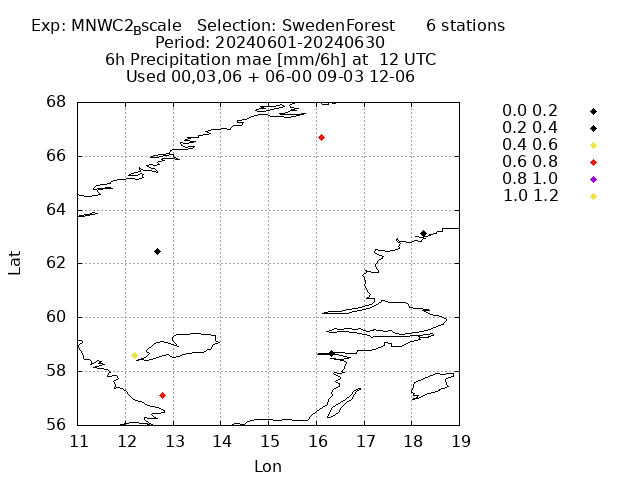 Exp: MNWC2Bscale Selection: SwedenForest 6 stations
Period: 20240601-20240630
6h Precipitation mae [mm/6h] at 12 UTC
Used 00,03,06 + 06-00 09-03 12-06
0.0 0.2
0.2 0.4
0.4 0.6
0.6 0.8
0.8 1.0
1.0 1.2
68
66
64
62
60
58
56
Lat
11 12 13 14 15 16 17 18 19
Lon